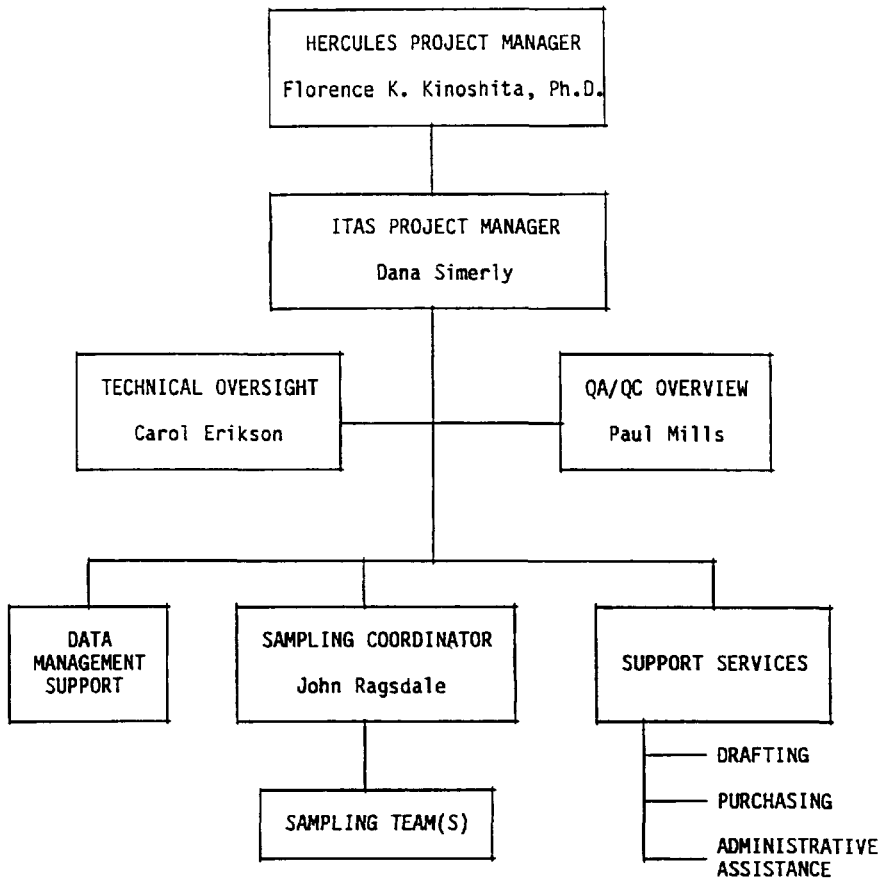 HERCULES PROJECT MANAGER
Florence K. Kinoshita, Ph.D.
ITAS PROJECT MANAGER
Dana Simerly
TECHNICAL OVERSIGHT
Carol Erikson
QA/QC OVERVIEW
Paul Mills
DATA
MANAGEMENT
SUPPORT
SAMPLING COORDINATOR
John Ragsdale
SUPPORT SERVICES
SAMPLING TEAM(S)
DRAFTING
PURCHASING
ADMINISTRATIVE
ASSISTANCE